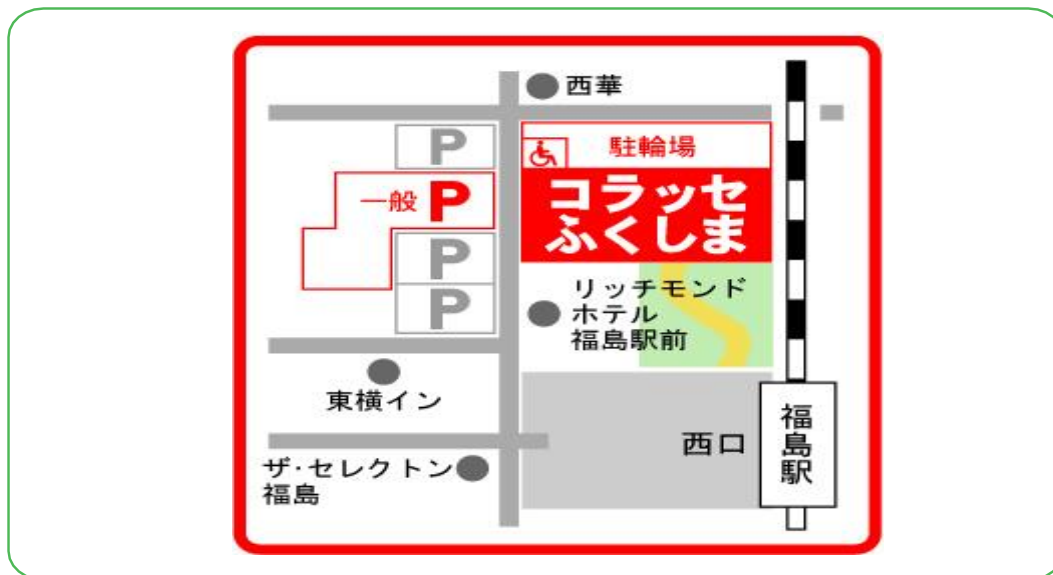 西華
P
駐輪場
一般 P
コラッセ
ふくしま
P
P
リッチモンド
ホテル
福島駅前
東横イン
西口
福島駅
ザ・セレクトン
福島